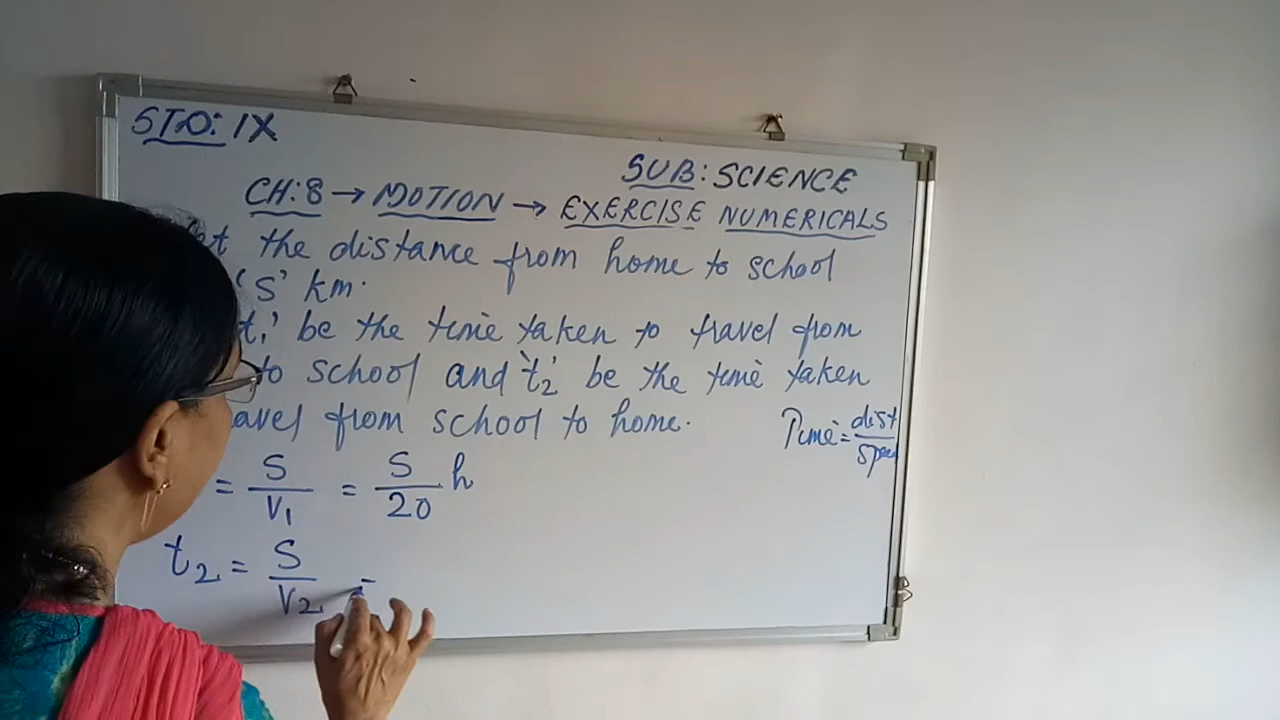 STD: IX
SUB: SCIENCE
CH:8 → MOTION → EXERCISE NUMERICALS
the distance from home to school
'S' km.
t₁' be the time taken to travel from
to school and 't₂' be the time taken
from school to home.
Time = dist/speed
= S/V₁ = S/20 h
t₂ = S/V₂ =